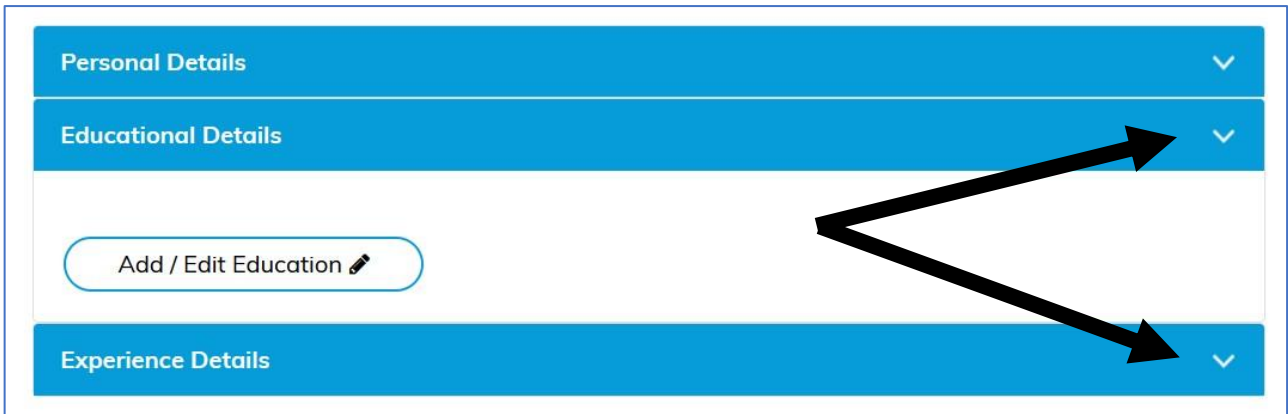 Personal Details
Educational Details
Add / Edit Education
Experience Details